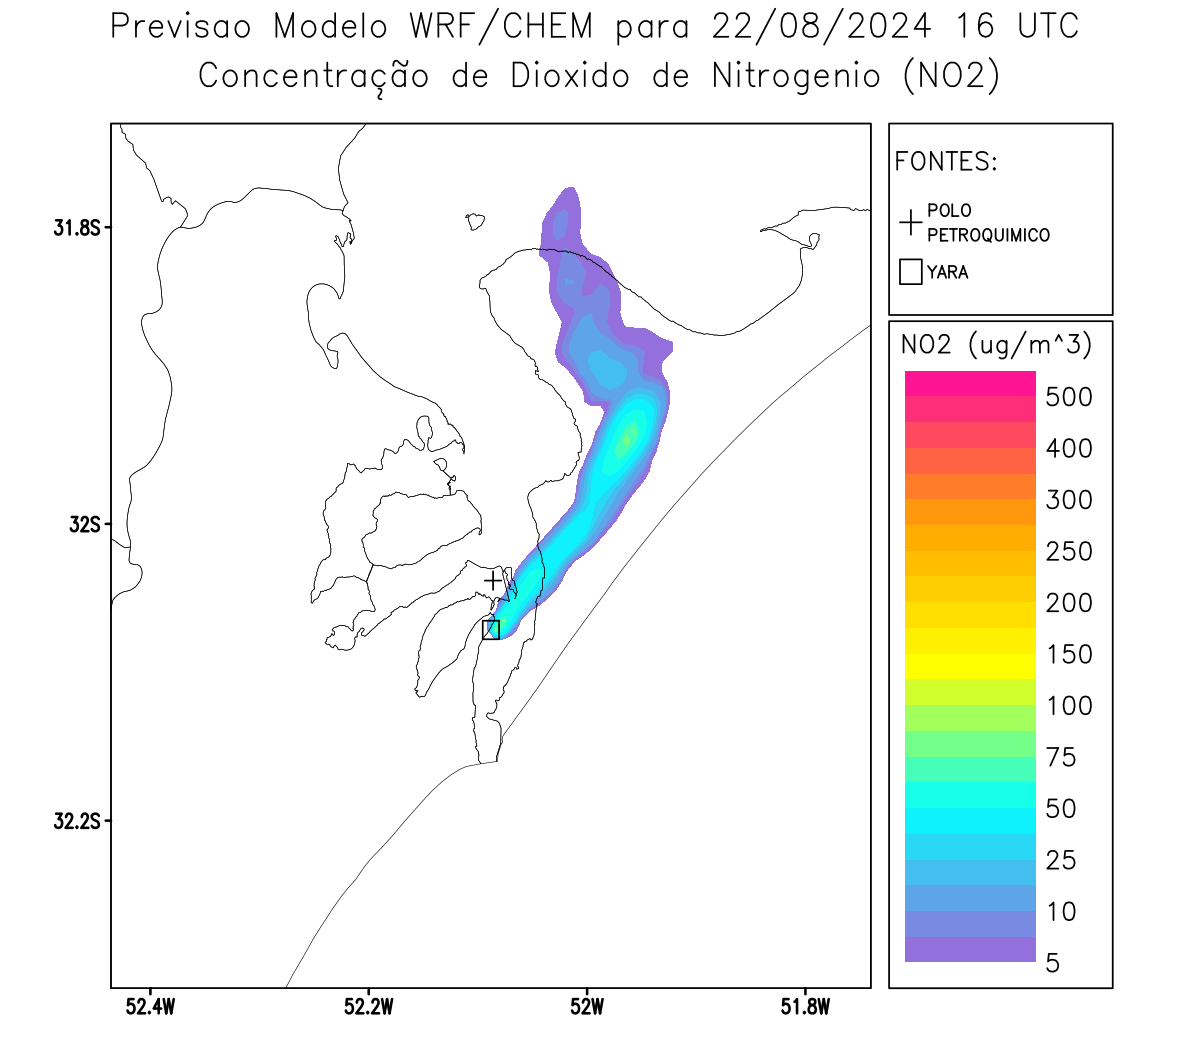 Previsao Modelo WRF/CHEM para 22/08/2024 16 UTC
Concentração de Dioxido de Nitrogenio (NO2)
FONTES:
POLO
PETROQUIMICO
YARA
NO2 (ug/m^3)
500
400
300
250
200
150
100
75
50
25
10
5
31.8S
32S
32.2S
52.4W
52.2W
52W
51.8W